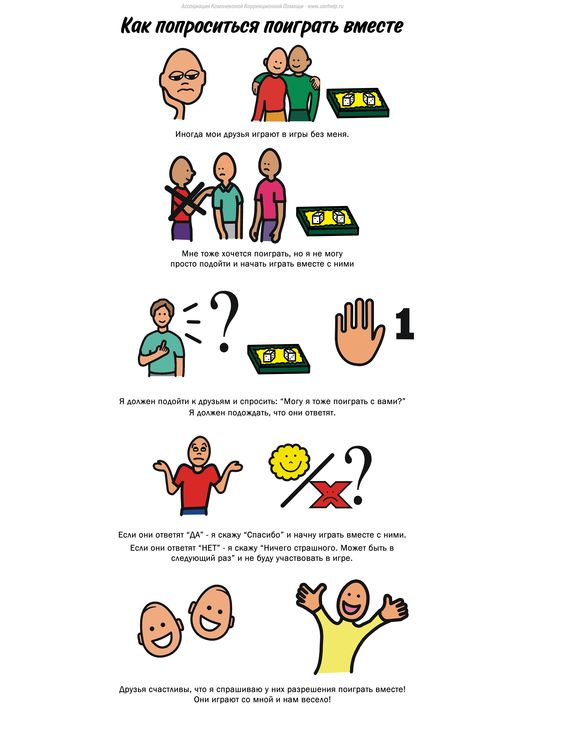 Ассоциация Комплексной Коррекционной Помощи - www.azrhelp.ru
Как попроситься поиграть вместе
Иногда мои друзья играют в игры без меня.
Мне тоже хочется поиграть, но я не могу
просто подойти и начать играть вместе с ними
?
1
Я должен подойти к друзьям и спросить: “Могу я тоже поиграть с вами?”
Я должен подождать, что они ответят.
?
Если они ответят “ДА” - я скажу “Спасибо” и начну играть вместе с ними.
Если они ответят “НЕТ” - я скажу “Ничего страшного. Может быть в
следующий раз” и не буду участвовать в игре.
Друзья счастливы, что я спрашиваю у них разрешения поиграть вместе!
Они играют со мной и нам весело!